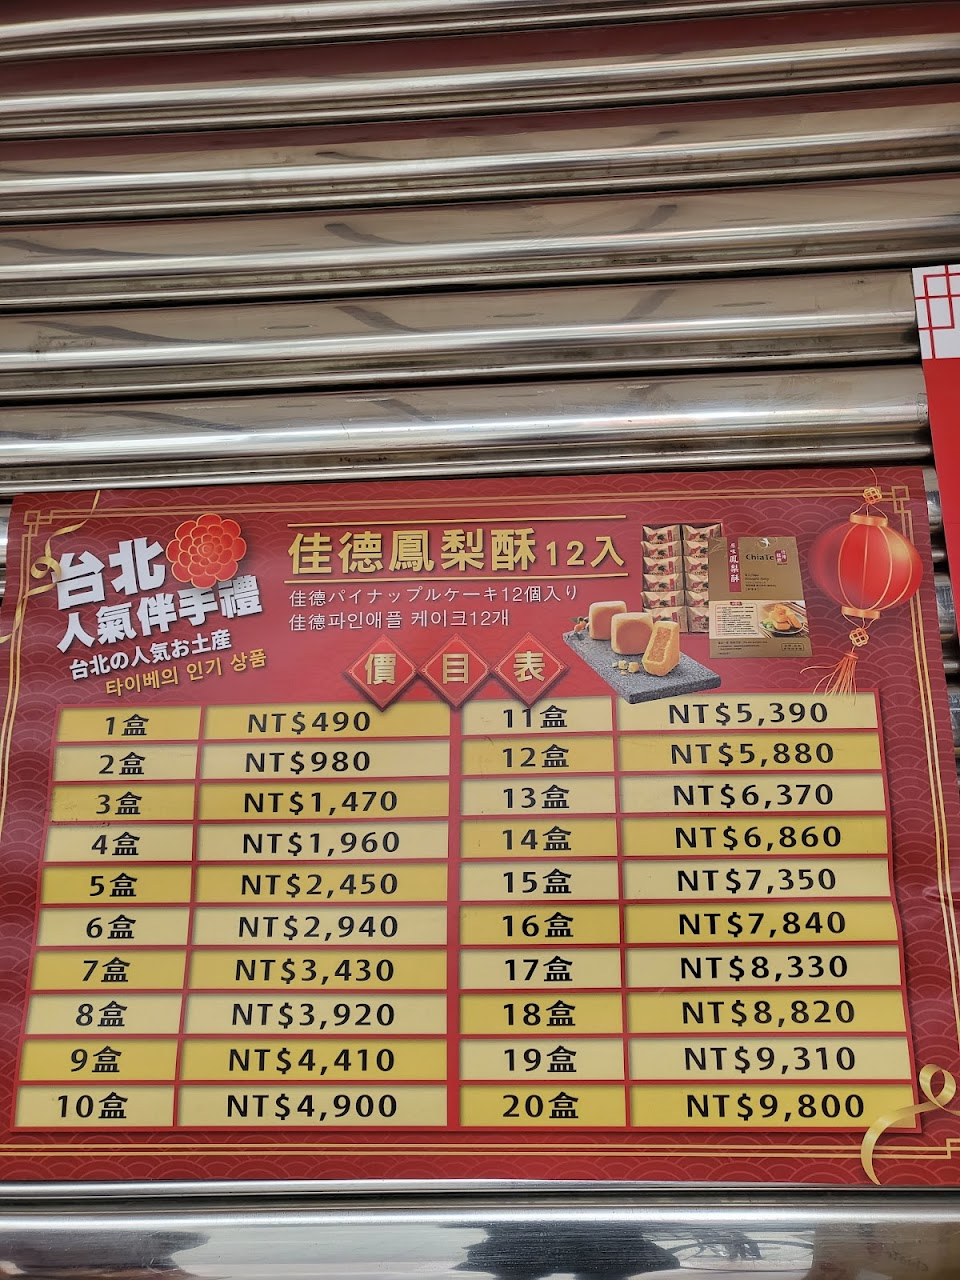 台北
人氣伴手禮
台北の人気お土産
타이베의 인기 상품
佳德鳳梨酥12入
佳德パイナップルケーキ12個入り
佳德파인애플 케이크12개
ChiaTe
鳳梨酥
價目表
1盒 NT$490
2盒 NT$980
3盒 NT$1,470
4盒 NT$1,960
5盒 NT$2,450
6盒 NT$2,940
7盒 NT$3,430
8盒 NT$3,920
9盒 NT$4,410
10盒 NT$4,900
11盒 NT$5,390
12盒 NT$5,880
13盒 NT$6,370
14盒 NT$6,860
15盒 NT$7,350
16盒 NT$7,840
17盒 NT$8,330
18盒 NT$8,820
19盒 NT$9,310
20盒 NT$9,800